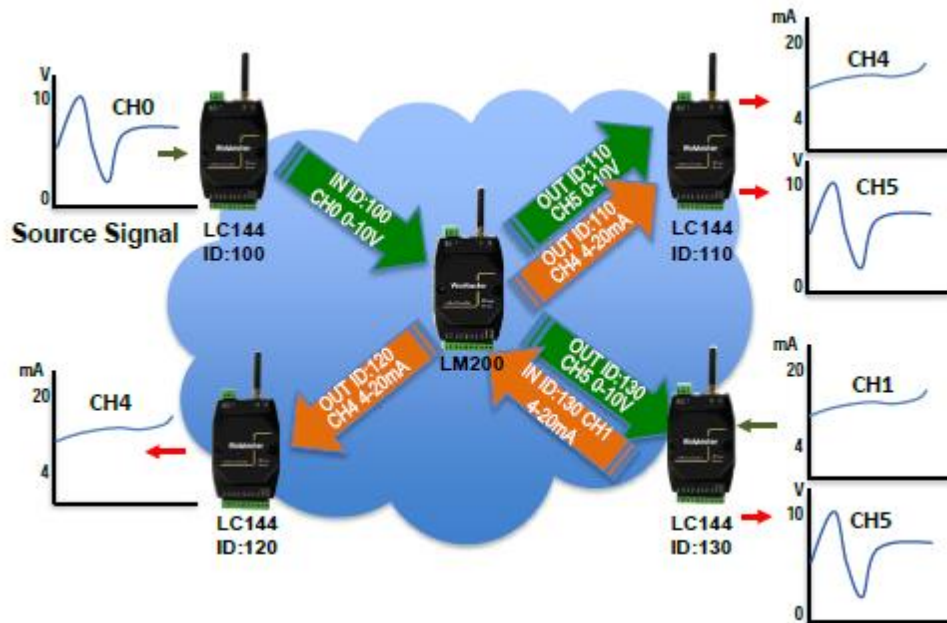 mA
20
CH4
4
V
10
CH0
0
Source Signal
LC144
ID:100
IN ID:100
CH0 0-10V
OUT ID:110
CH5 0-10V
OUT ID:110
CH4 4-20mA
LC144
ID:110
V
10
CH5
0
LM200
mA
20
CH4
4
OUT ID:120
CH4 4-20mA
LC144
ID:120
OUT ID:130
CH5 0-10V
IN ID:130 CH1
4-20mA
LC144
ID:130
mA
20
CH1
4
V
10
CH5
0